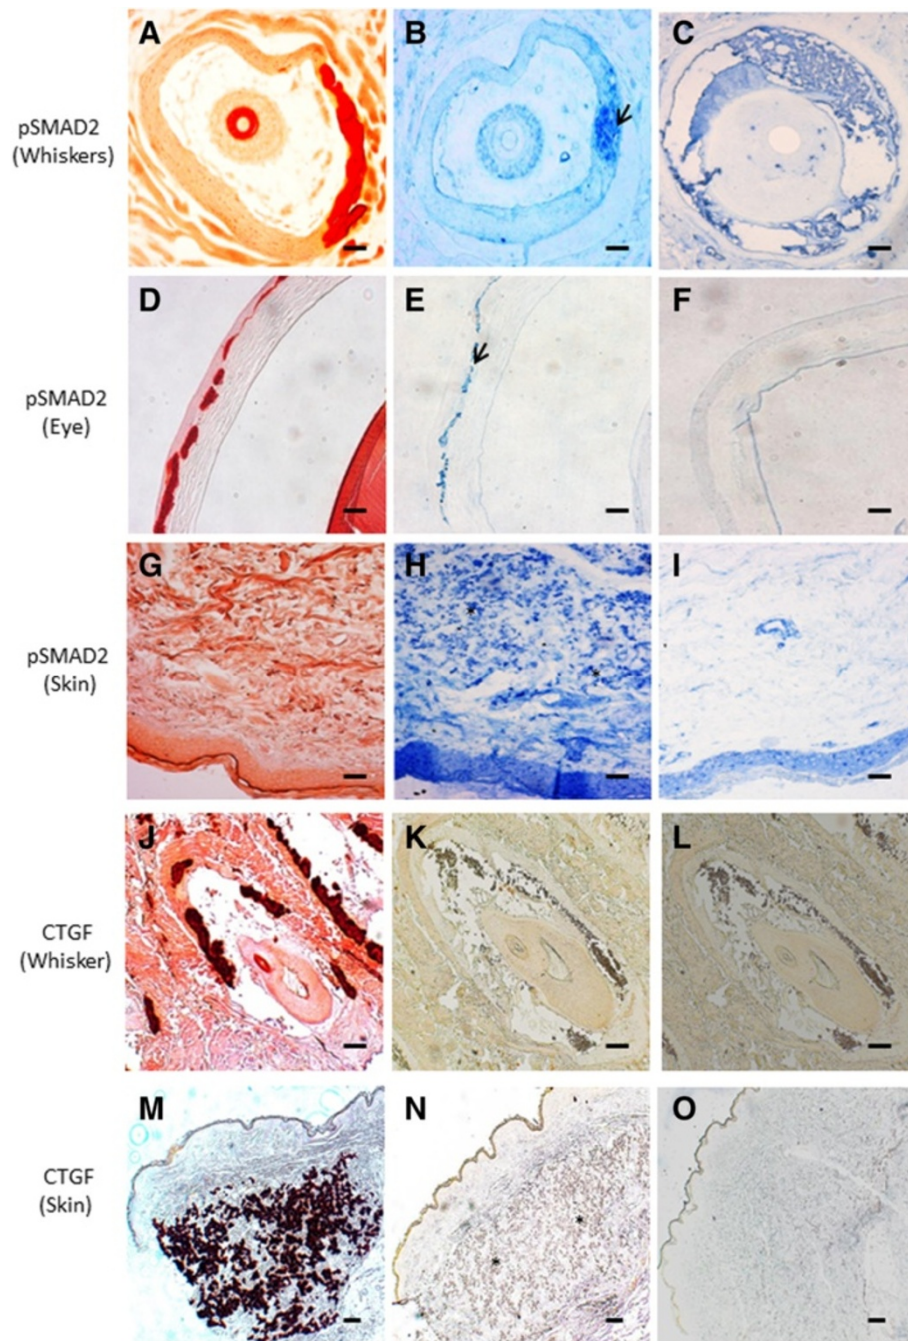 A B C
pSMAD2
(Whiskers)
D E F
pSMAD2
(Eye)
G H I
* *
pSMAD2
(Skin)
J K L
CTGF
(Whisker)
M N O
CTGF
(Skin)
* *